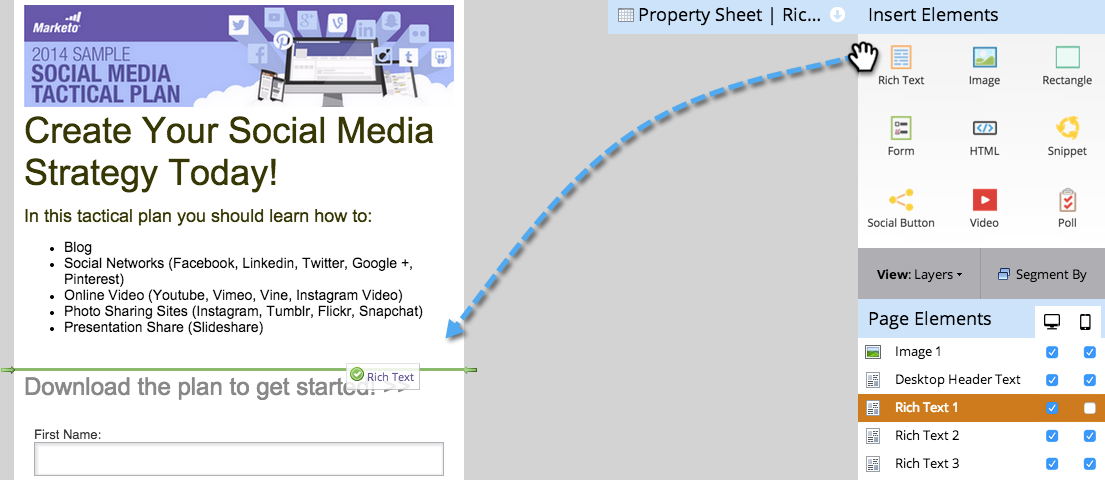 Marketo
2014 SAMPLE
SOCIAL MEDIA
TACTICAL PLAN
Create Your Social Media
Strategy Today!
In this tactical plan you should learn how to:
Blog
Social Networks (Facebook, Linkedin, Twitter, Google +,
Pinterest)
Online Video (Youtube, Vimeo, Vine, Instagram Video)
Photo Sharing Sites (Instagram, Tumblr, Flickr, Snapchat)
Presentation Share (Slideshare)
Rich Text
Download the plan to get started! >>
First Name:
Property Sheet | Ric...
Insert Elements
Rich Text
Image
Rectangle
Form
HTML
Snippet
Social Button
Video
Poll
View: Layers
Segment By
Page Elements
Image 1
Desktop Header Text
Rich Text 1
Rich Text 2
Rich Text 3